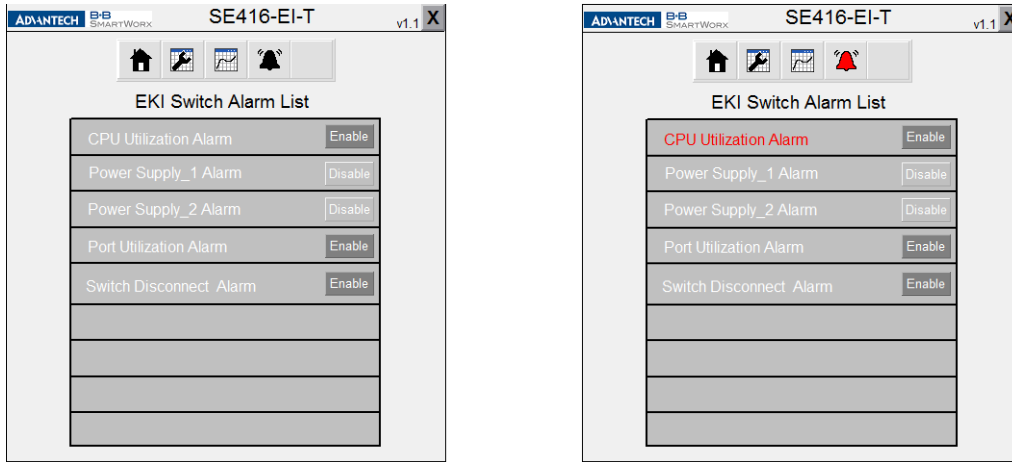 ADVANTECH B+B SMARTWORX SE416-EI-T v1.1 X
EKI Switch Alarm List
CPU Utilization Alarm Enable
Power Supply_1 Alarm Disable
Power Supply_2 Alarm Disable
Port Utilization Alarm Enable
Switch Disconnect Alarm Enable
ADVANTECH B+B SMARTWORX SE416-EI-T v1.1 X
EKI Switch Alarm List
CPU Utilization Alarm Enable
Power Supply_1 Alarm Disable
Power Supply_2 Alarm Disable
Port Utilization Alarm Enable
Switch Disconnect Alarm Enable